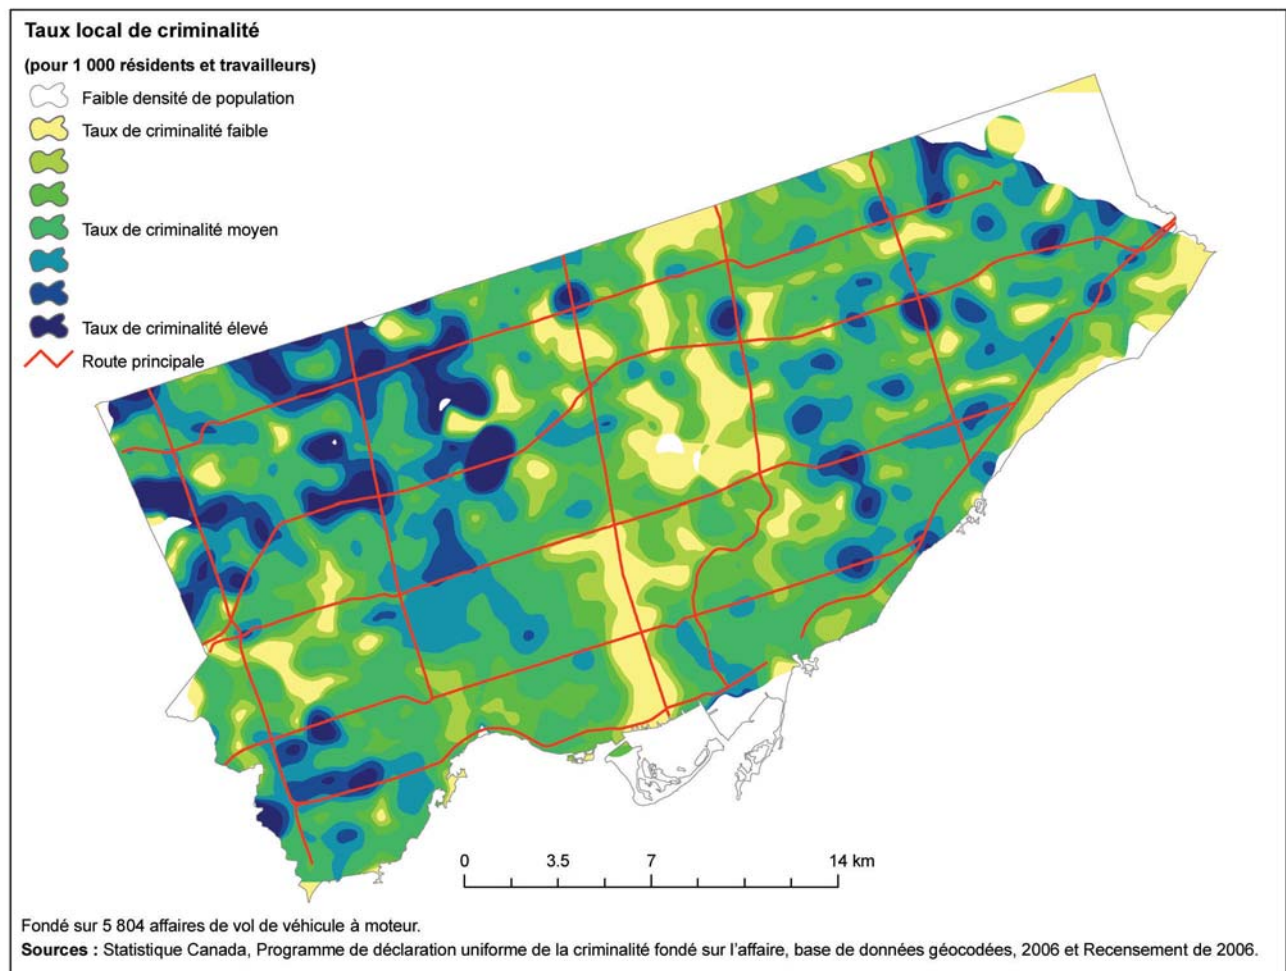 Taux local de criminalité
(pour 1 000 résidents et travailleurs)
Faible densité de population
Taux de criminalité faible
Taux de criminalité moyen
Taux de criminalité élevé
Route principale
0 3.5 7 14 km
Fondé sur 5 804 affaires de vol de véhicule à moteur.
Sources : Statistique Canada, Programme de déclaration uniforme de la criminalité fondé sur l'affaire, base de données géocodées, 2006 et Recensement de 2006.